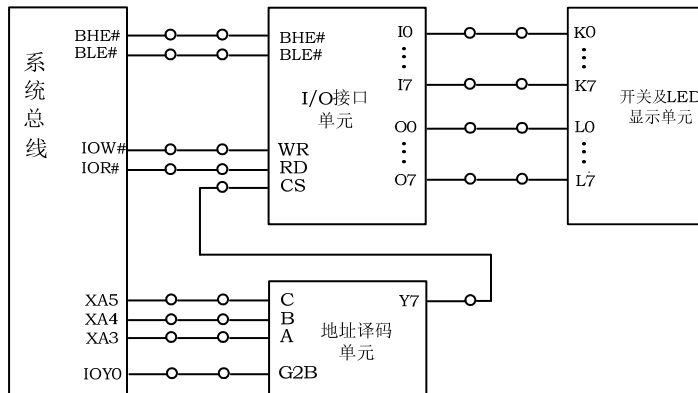 系
统
总
线
BHE#
BLE#
IOW#
IOR#
XA5
XA4
XA3
IOY0
BHE#
BLE#
I/O接口
单元
WR
RD
CS
I0
I7
O0
O7
K0
K7
开关及LED
显示单元
L0
L7
C
B
A
G2B
地址译码
单元
Y7